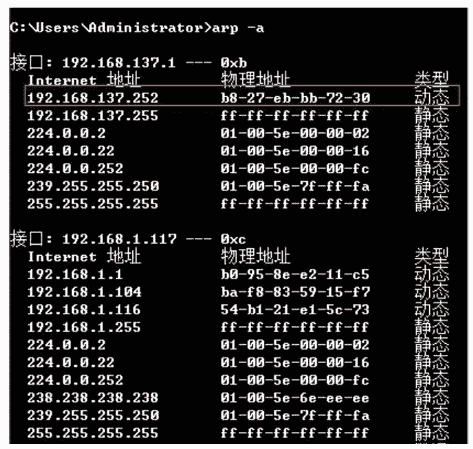 C:\Users\Administrator>arp -a
接口: 192.168.137.1 --- 0xb
Internet 地址 物理地址 类型
192.168.137.252 b8-27-eb-bb-72-30 动态
192.168.137.255 ff-ff-ff-ff-ff-ff 静态
224.0.0.2 01-00-5e-00-00-02 静态
224.0.0.22 01-00-5e-00-00-16 静态
224.0.0.252 01-00-5e-00-00-fc 静态
239.255.255.250 01-00-5e-7f-ff-fa 静态
255.255.255.255 ff-ff-ff-ff-ff-ff 静态
接口: 192.168.1.117 --- 0xc
Internet 地址 物理地址 类型
192.168.1.1 b0-95-8e-e2-11-c5 动态
192.168.1.104 ba-f8-83-59-15-f7 动态
192.168.1.116 54-b1-21-e1-5c-73 动态
192.168.1.255 ff-ff-ff-ff-ff-ff 静态
224.0.0.2 01-00-5e-00-00-02 静态
224.0.0.22 01-00-5e-00-00-16 静态
224.0.0.252 01-00-5e-00-00-fc 静态
238.238.238.238 01-00-5e-6e-ee-ee 静态
239.255.255.250 01-00-5e-7f-ff-fa 静态
255.255.255.255 ff-ff-ff-ff-ff-ff 静态